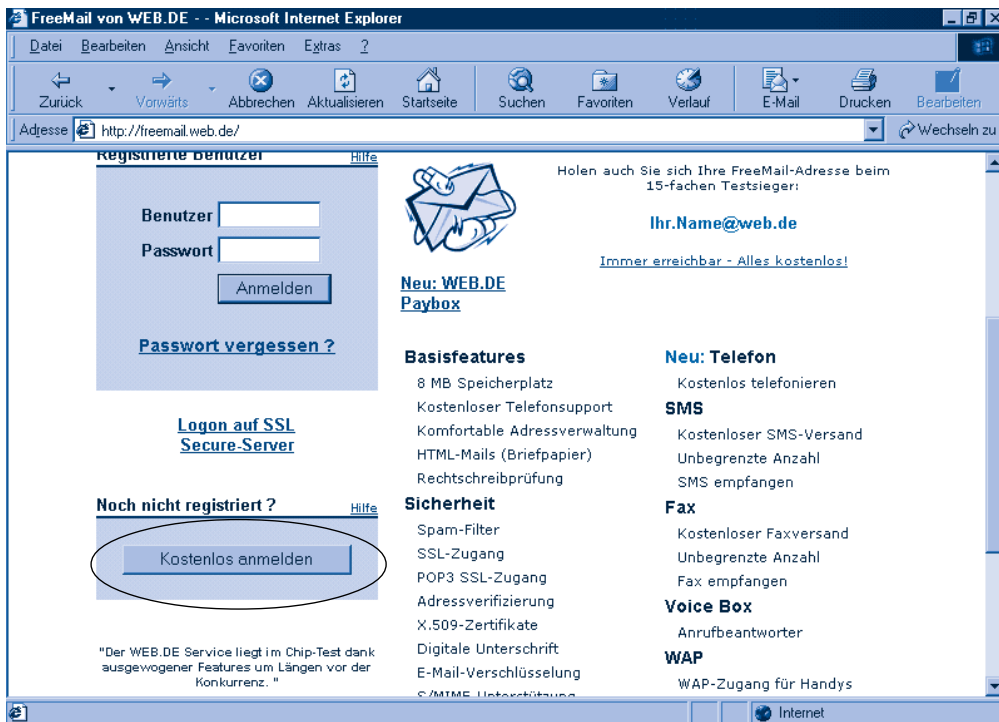 FreeMail von WEB.DE - - Microsoft Internet Explorer
Datei Bearbeiten Ansicht Favoriten Extras ?
Zurück Vorwärts Abbrechen Aktualisieren Startseite Suchen Favoriten Verlauf E-Mail Drucken Bearbeiten
Adresse http://freemail.web.de/ Wechseln zu
Registrierte Benutzer Hilfe
Benutzer
Passwort
Anmelden
Passwort vergessen ?
Logon auf SSL
Secure-Server
Noch nicht registriert ? Hilfe
Kostenlos anmelden
"Der WEB.DE Service liegt im Chip-Test dank
ausgewogener Features um Längen vor der
Konkurrenz. "
Holen auch Sie sich Ihre FreeMail-Adresse beim
15-fachen Testsieger:
Ihr.Name@web.de
Immer erreichbar - Alles kostenlos!
Neu: WEB.DE
Paybox
Basisfeatures
8 MB Speicherplatz
Kostenloser Telefonsupport
Komfortable Adressverwaltung
HTML-Mails (Briefpapier)
Rechtschreibprüfung
Sicherheit
Spam-Filter
SSL-Zugang
POP3 SSL-Zugang
Adressverifizierung
X.509-Zertifikate
Digitale Unterschrift
E-Mail-Verschlüsselung
S/MIME Unterstützung
Neu: Telefon
Kostenlos telefonieren
SMS
Kostenloser SMS-Versand
Unbegrenzte Anzahl
SMS empfangen
Fax
Kostenloser Faxversand
Unbegrenzte Anzahl
Fax empfangen
Voice Box
Anrufbeantworter
WAP
WAP-Zugang für Handys
Internet